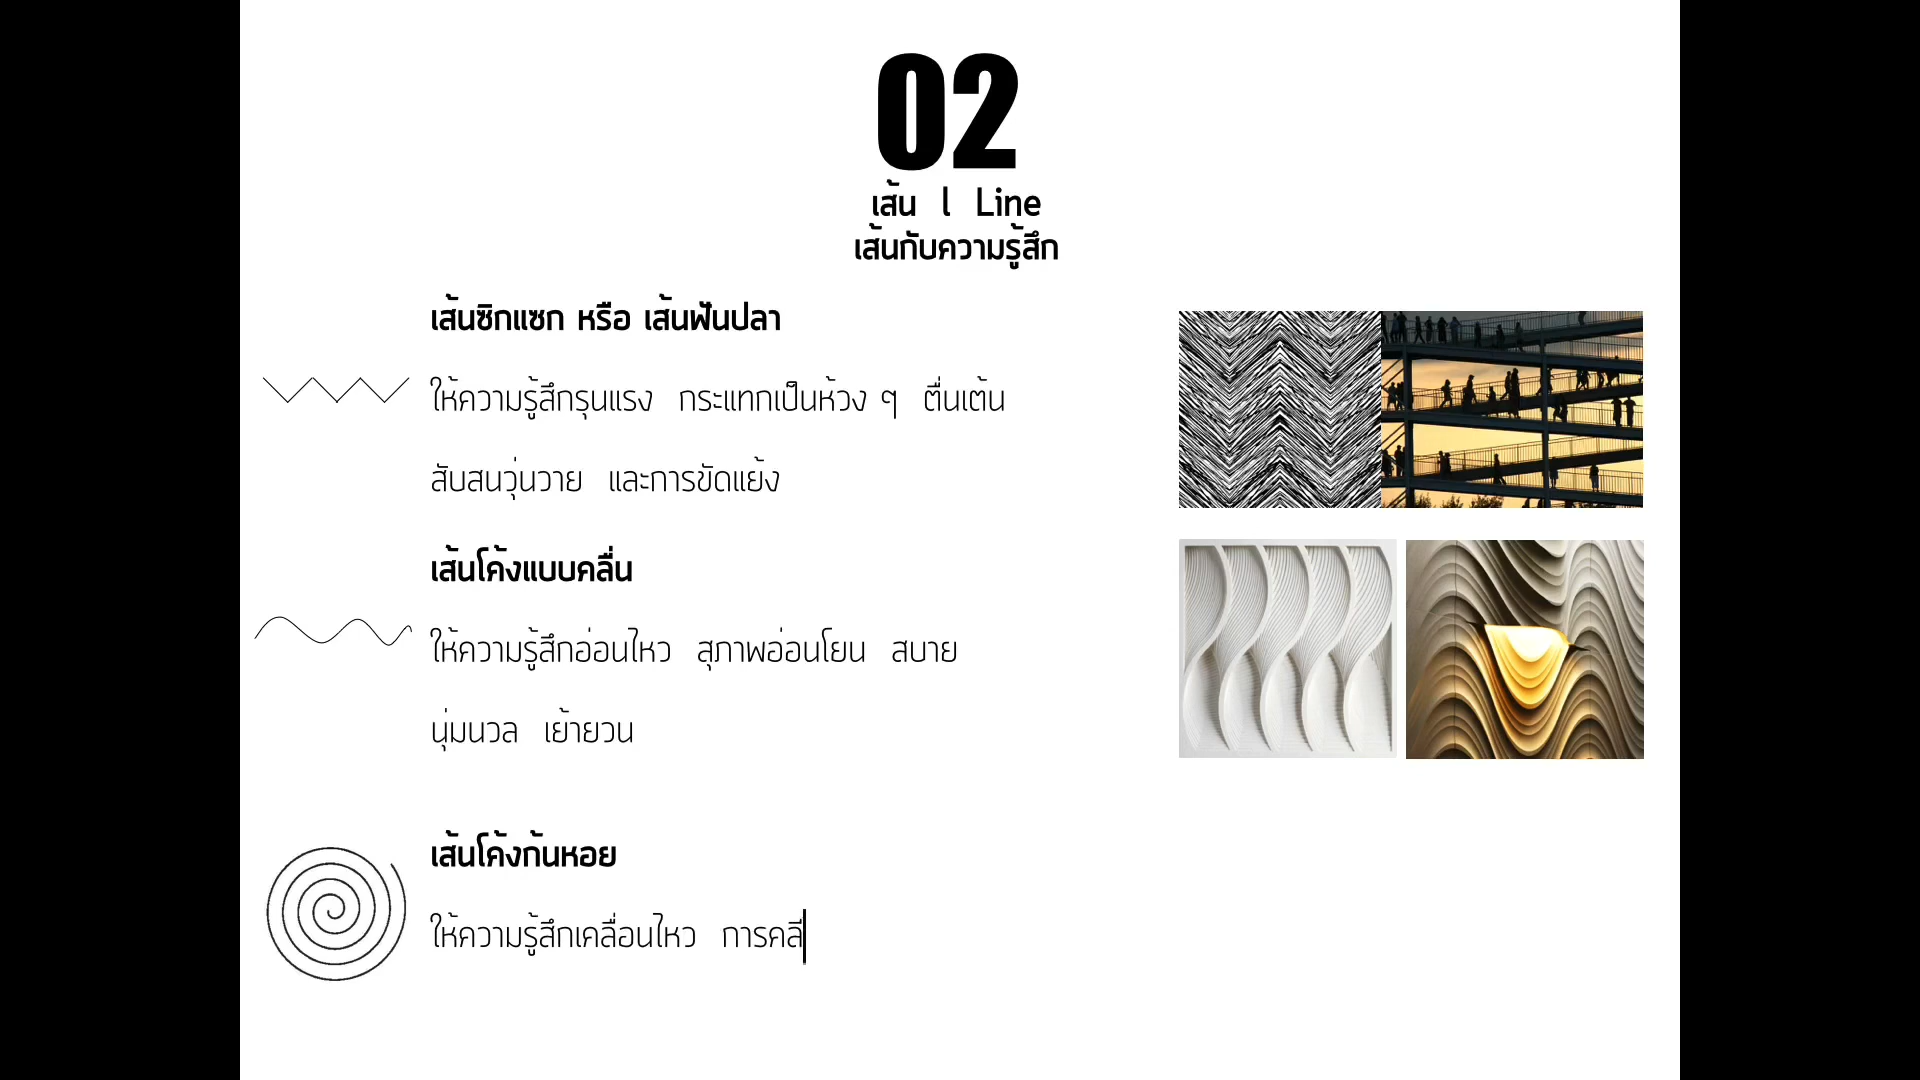 02
เส้น l Line
เส้นกับความรู้สึก
เส้นซิกแซก หรือ เส้นฟันปลา
ให้ความรู้สึกรุนแรง กระแทกเป็นห้วง ๆ ตื่นเต้น
สับสนวุ่นวาย และการขัดแย้ง
เส้นโค้งแบบคลื่น
ให้ความรู้สึกอ่อนไหว สุภาพอ่อนโยน สบาย
นุ่มนวล เย้ายวน
เส้นโค้งก้นหอย
ให้ความรู้สึกเคลื่อนไหว การคลี